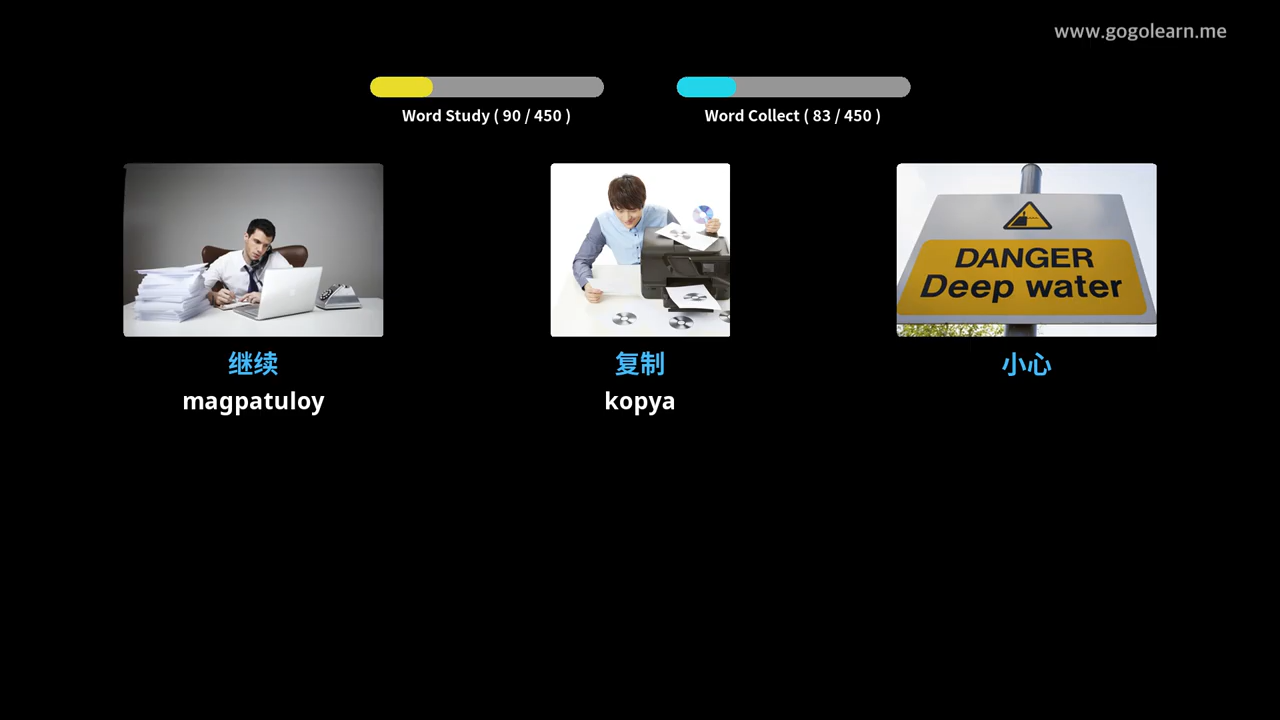 www.gogolearn.me
Word Study ( 90 / 450 )
Word Collect ( 83 / 450 )
DANGER
Deep water
继续
复制
小心
magpatuloy
kopya